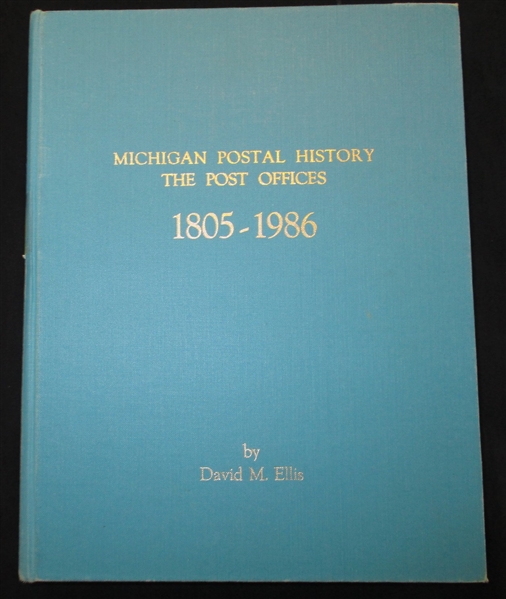 MICHIGAN POSTAL HISTORY
THE POST OFFICES
1805-1986
by
David M. Ellis